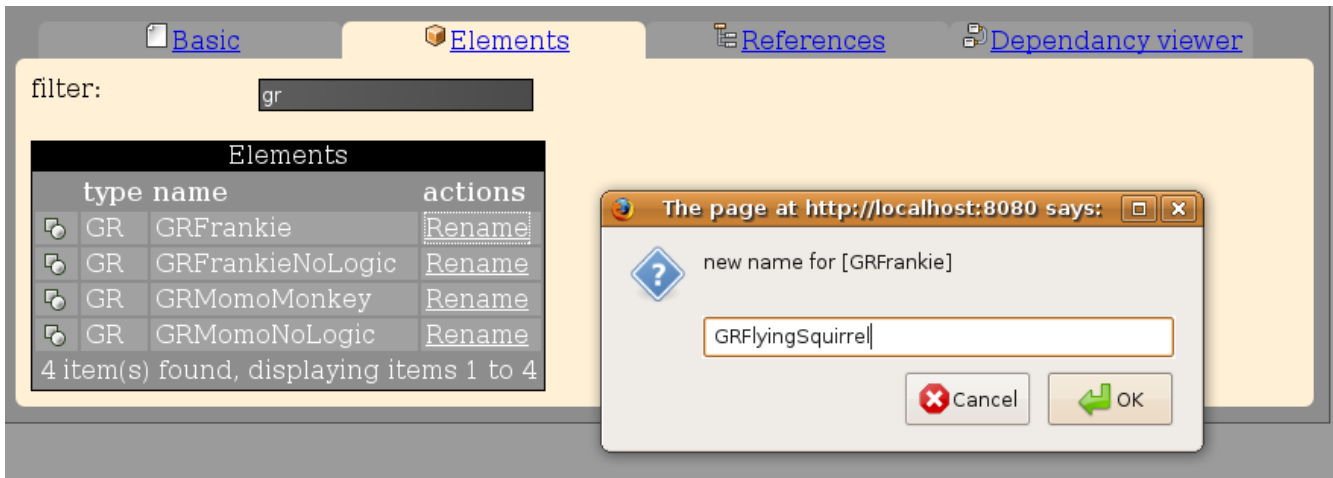 Basic Elements References Dependancy viewer
filter: gr
Elements
type name actions
GR GRFrankie Rename
GR GRFrankieNoLogic Rename
GR GRMomoMonkey Rename
GR GRMomoNoLogic Rename
4 item(s) found, displaying items 1 to 4
The page at http://localhost:8080 says:
new name for [GRFrankie]
GRFlyingSquirrel
Cancel OK